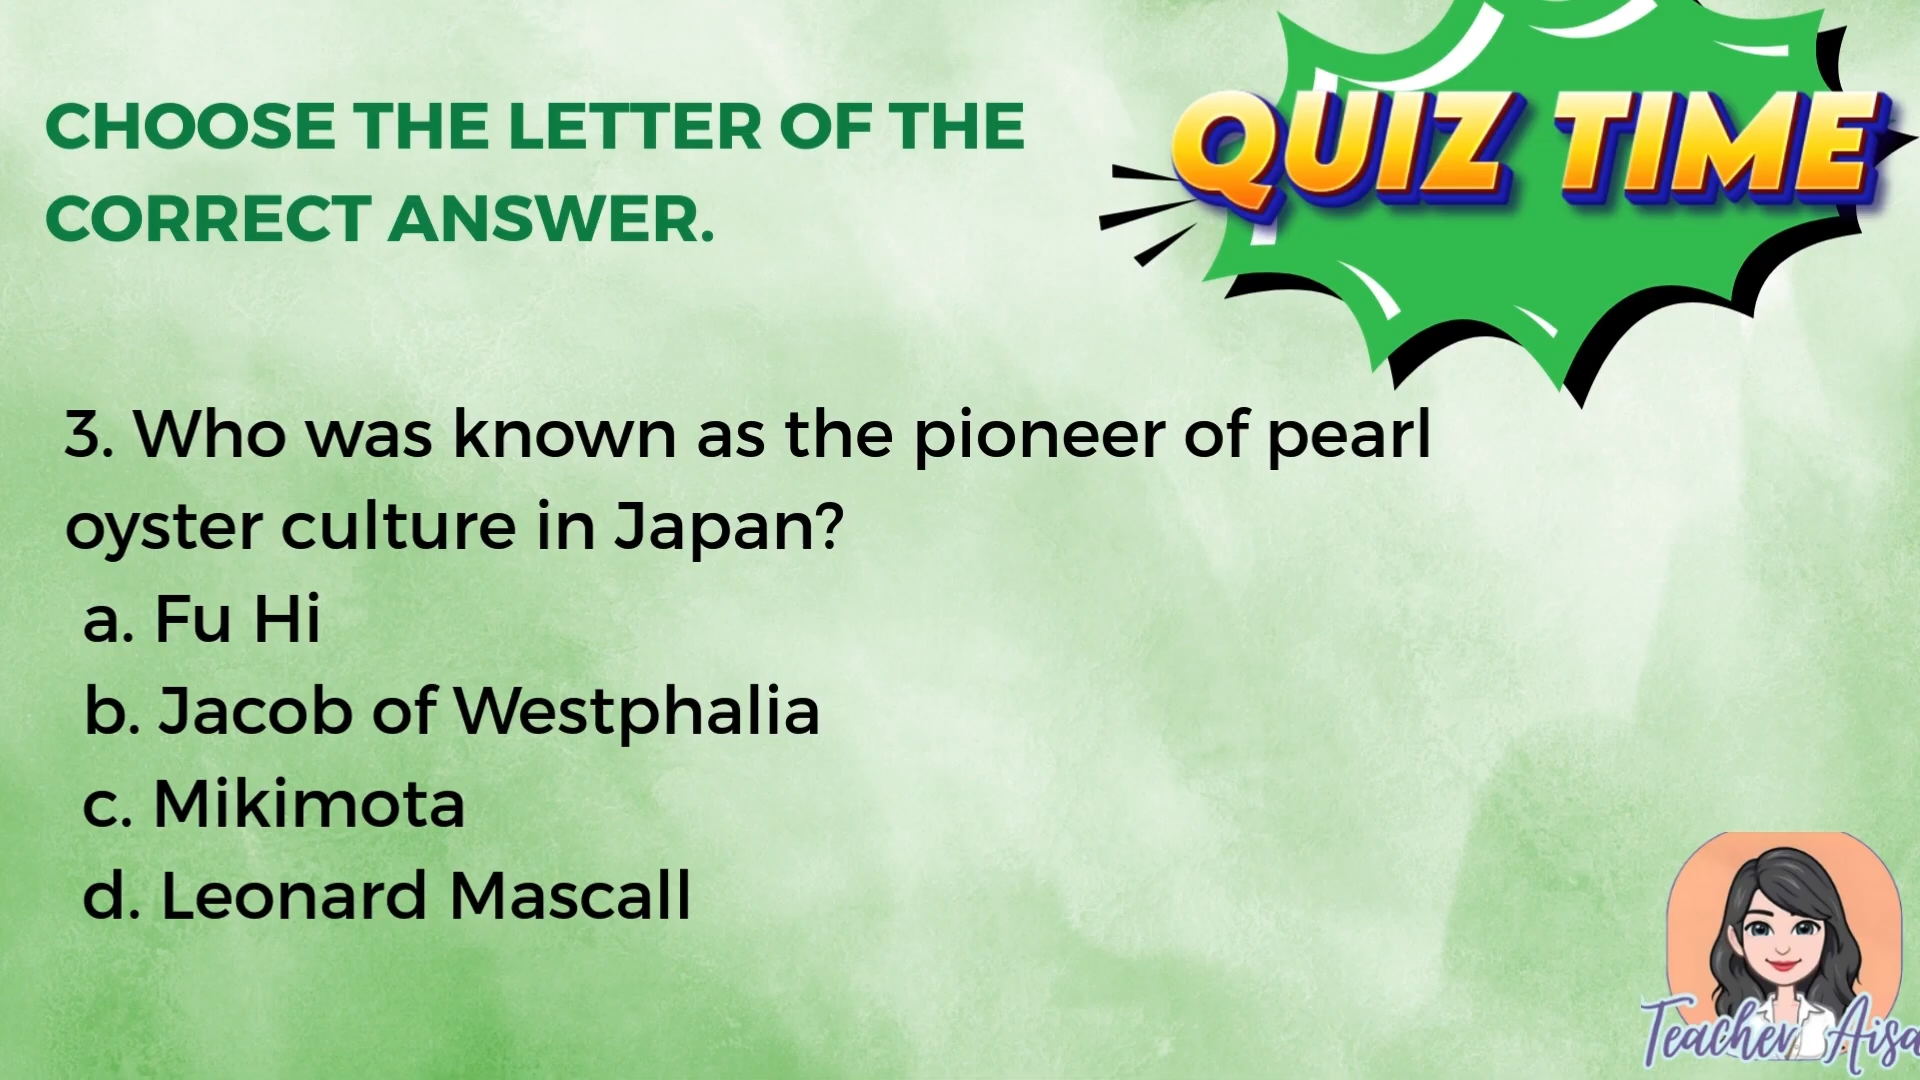 CHOOSE THE LETTER OF THE
CORRECT ANSWER.
QUIZ TIME
3. Who was known as the pioneer of pearl
oyster culture in Japan?
a. Fu Hi
b. Jacob of Westphalia
c. Mikimota
d. Leonard Mascall
Teacher Aisa